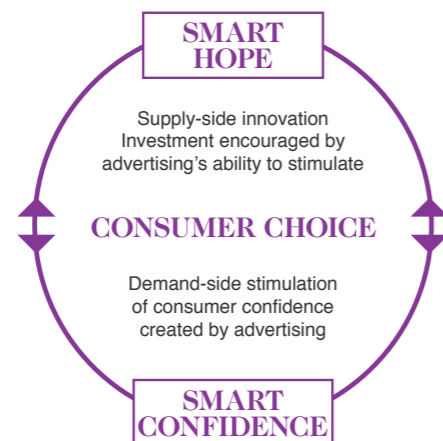 SMART
HOPE
Supply-side innovation
Investment encouraged by
advertising’s ability to stimulate
CONSUMER CHOICE
Demand-side stimulation
of consumer confidence
created by advertising
SMART
CONFIDENCE